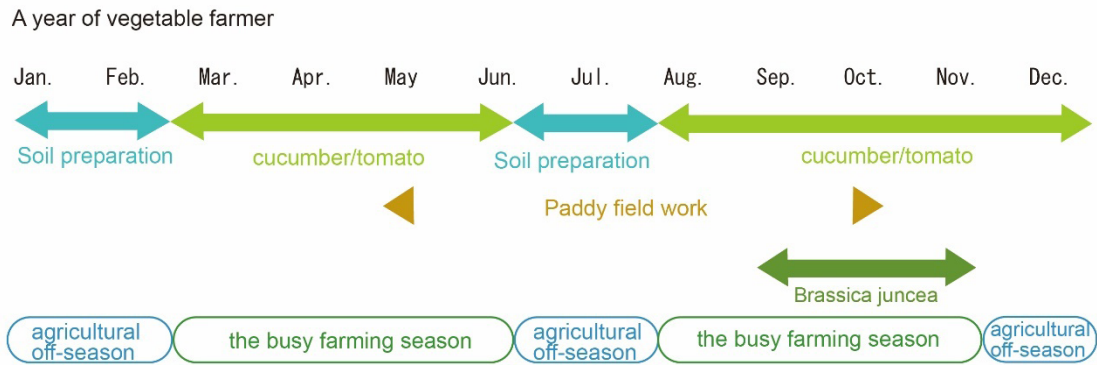 A year of vegetable farmer
Jan. Feb. Mar. Apr. May Jun. Jul. Aug. Sep. Oct. Nov. Dec.
Soil preparation cucumber/tomato Soil preparation cucumber/tomato
Paddy field work
Brassica juncea
agricultural
off-season
the busy farming season
agricultural
off-season
the busy farming season
agricultural
off-season